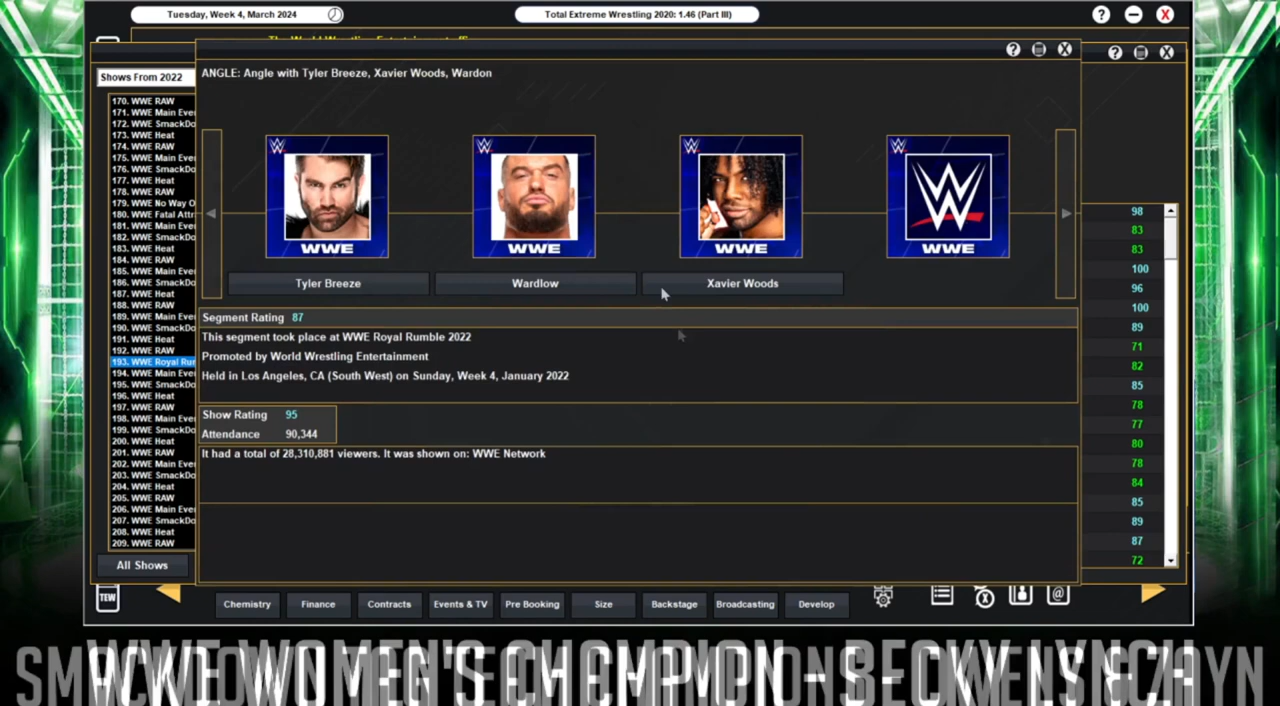 Tuesday, Week 4, March 2024
Total Extreme Wrestling 2020: 1.46 (Part III)
Shows From 2022
ANGLE: Angle with Tyler Breeze, Xavier Woods, Wardon
170. WWE RAW
171. WWE Main Eve
172. WWE SmackDo
173. WWE Heat
174. WWE RAW
175. WWE Main Eve
176. WWE SmackDo
177. WWE Heat
178. WWE RAW
179. WWE No Way O
180. WWE Fatal Attr
181. WWE Main Eve
182. WWE SmackDo
183. WWE Heat
184. WWE RAW
185. WWE Main Eve
186. WWE SmackDo
187. WWE Heat
188. WWE RAW
189. WWE Main Eve
190. WWE SmackDo
191. WWE Heat
192. WWE RAW
193. WWE Royal Rum
194. WWE Main Eve
195. WWE SmackDo
196. WWE Heat
197. WWE RAW
198. WWE Main Eve
199. WWE SmackDo
200. WWE Heat
201. WWE RAW
202. WWE Main Eve
203. WWE SmackDo
204. WWE Heat
205. WWE RAW
206. WWE Main Eve
207. WWE SmackDo
208. WWE Heat
209. WWE RAW
All Shows
WWE WWE WWE WWE
Tyler Breeze Wardlow Xavier Woods
Segment Rating 87
This segment took place at WWE Royal Rumble 2022
Promoted by World Wrestling Entertainment
Held in Los Angeles, CA (South West) on Sunday, Week 4, January 2022
Show Rating 95
Attendance 90,344
It had a total of 28,310,881 viewers. It was shown on: WWE Network
98
83
83
100
96
100
89
71
82
85
78
77
80
78
84
85
89
87
72
TEW
Chemistry Finance Contracts Events & TV Pre Booking Size Backstage Broadcasting Develop